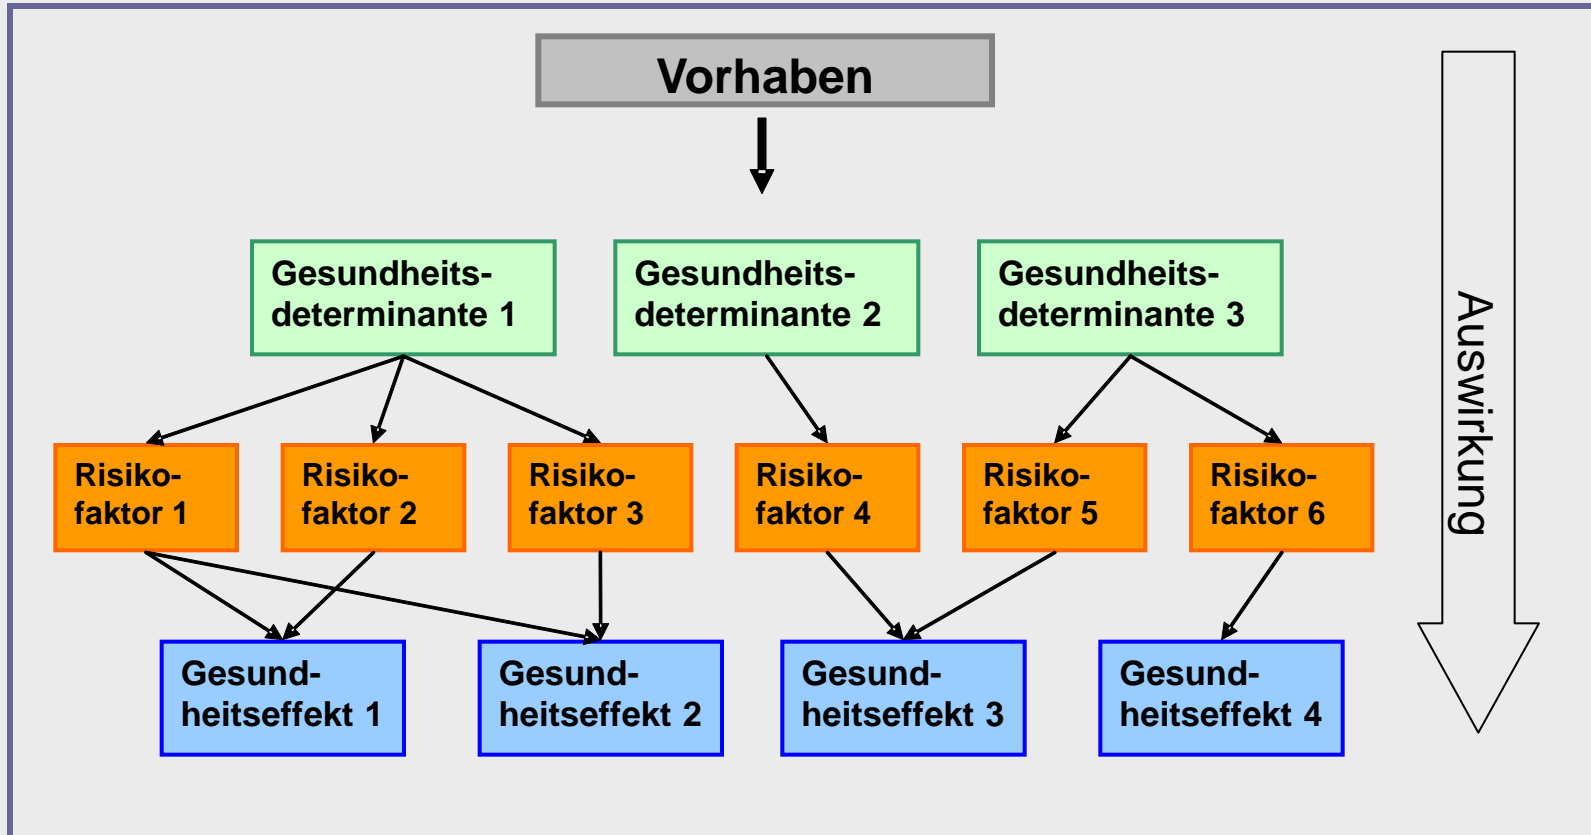 Vorhaben
Gesundheits-
determinante 1
Gesundheits-
determinante 2
Gesundheits-
determinante 3
Risiko-
faktor 1
Risiko-
faktor 2
Risiko-
faktor 3
Risiko-
faktor 4
Risiko-
faktor 5
Risiko-
faktor 6
Gesund-
heitseffekt 1
Gesund-
heitseffekt 2
Gesund-
heitseffekt 3
Gesund-
heitseffekt 4
Auswirkung